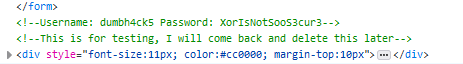 </form>
<!--Username: dumbh4ck5 Password: XorIsNotSooS3cur3-->
<!--This is for testing, I will come back and delete this later-->
<div style="font-size:11px; color:#cc0000; margin-top:10px">…</div>